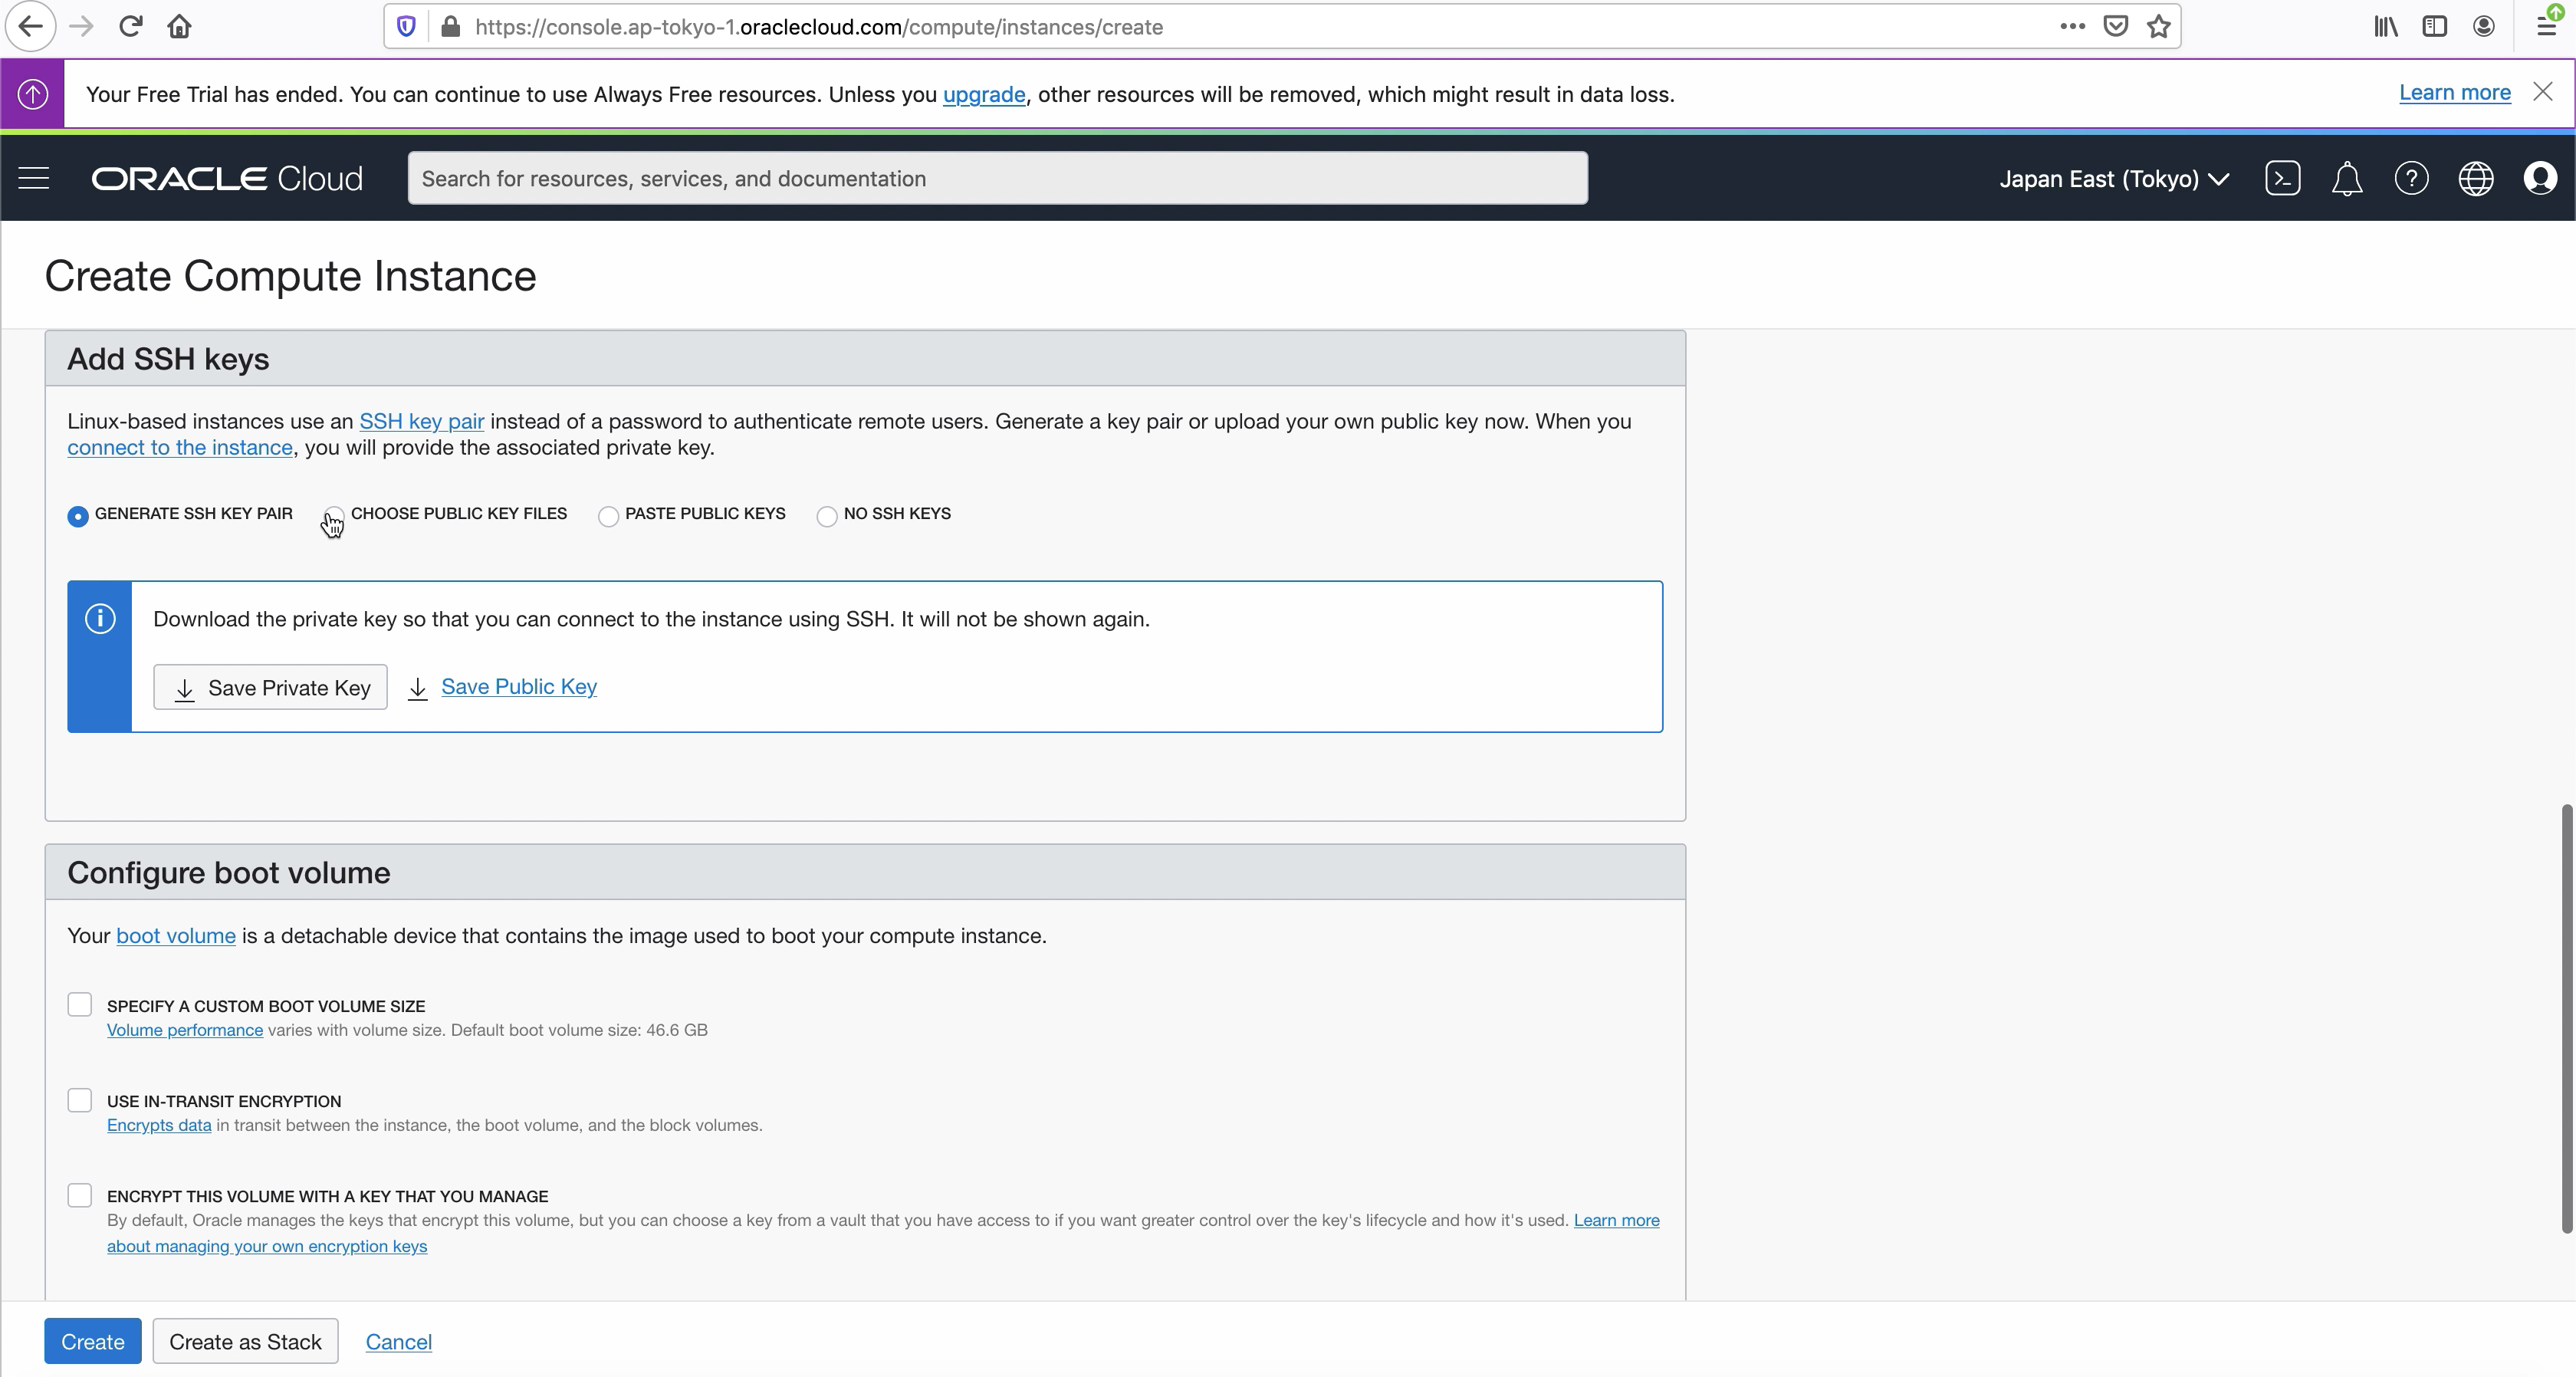 https://console.ap-tokyo-1.oraclecloud.com/compute/instances/create
Your Free Trial has ended. You can continue to use Always Free resources. Unless you upgrade, other resources will be removed, which might result in data loss.
Learn more
ORACLE Cloud
Search for resources, services, and documentation
Japan East (Tokyo)
Create Compute Instance
Add SSH keys
Linux-based instances use an SSH key pair instead of a password to authenticate remote users. Generate a key pair or upload your own public key now. When you
connect to the instance, you will provide the associated private key.
GENERATE SSH KEY PAIR
CHOOSE PUBLIC KEY FILES
PASTE PUBLIC KEYS
NO SSH KEYS
Download the private key so that you can connect to the instance using SSH. It will not be shown again.
Save Private Key
Save Public Key
Configure boot volume
Your boot volume is a detachable device that contains the image used to boot your compute instance.
SPECIFY A CUSTOM BOOT VOLUME SIZE
Volume performance varies with volume size. Default boot volume size: 46.6 GB
USE IN-TRANSIT ENCRYPTION
Encrypts data in transit between the instance, the boot volume, and the block volumes.
ENCRYPT THIS VOLUME WITH A KEY THAT YOU MANAGE
By default, Oracle manages the keys that encrypt this volume, but you can choose a key from a vault that you have access to if you want greater control over the key's lifecycle and how it's used. Learn more
about managing your own encryption keys
Create
Create as Stack
Cancel